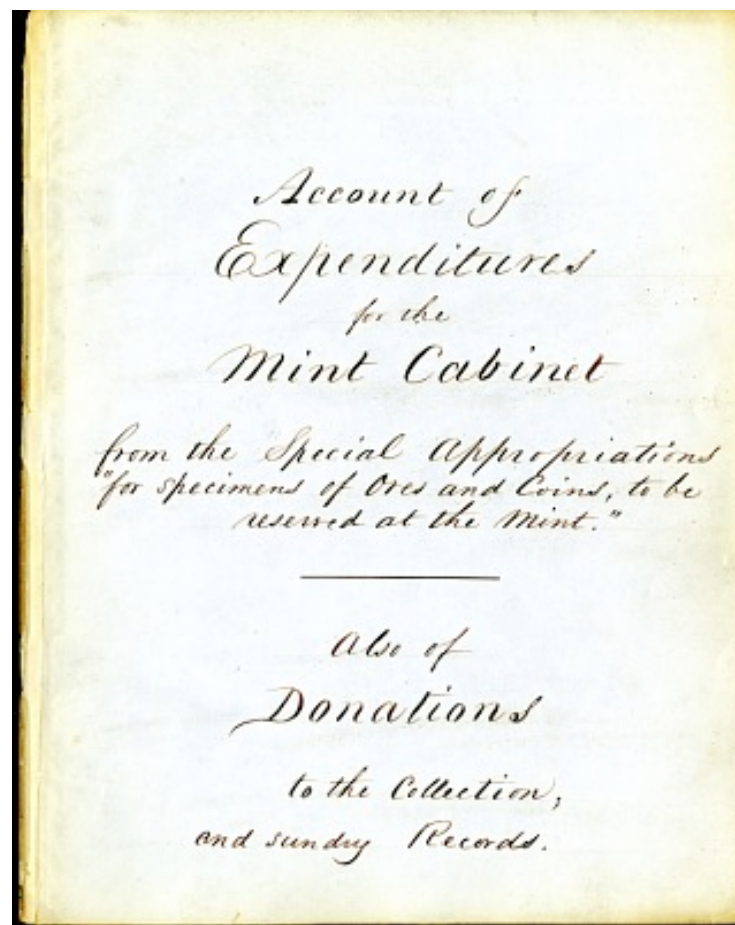 Account of
Expenditures
for the
Mint Cabinet
from the Special Appropriations
"for specimens of Ores and Coins, to be
reserved at the Mint."
Also of
Donations
to the Collection,
and sundry Records.